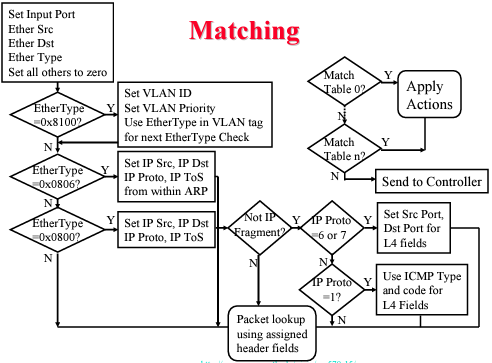 Matching
Set Input Port
Ether Src
Ether Dst
Ether Type
Set all others to zero
EtherType
=0x8100?
Y
N
Set VLAN ID
Set VLAN Priority
Use EtherType in VLAN tag
for next EtherType Check
EtherType
=0x0806?
Y
N
Set IP Src, IP Dst
IP Proto, IP ToS
from within ARP
EtherType
=0x0800?
Y
N
Set IP Src, IP Dst
IP Proto, IP ToS
Not IP
Fragment?
Y
N
IP Proto
=6 or 7
Y
N
Set Src Port,
Dst Port for
L4 fields
IP Proto
=1?
Y
N
Use ICMP Type
and code for
L4 Fields
Packet lookup
using assigned
header fields
Match
Table 0?
Y
N
Apply
Actions
Match
Table n?
Y
N
Send to Controller